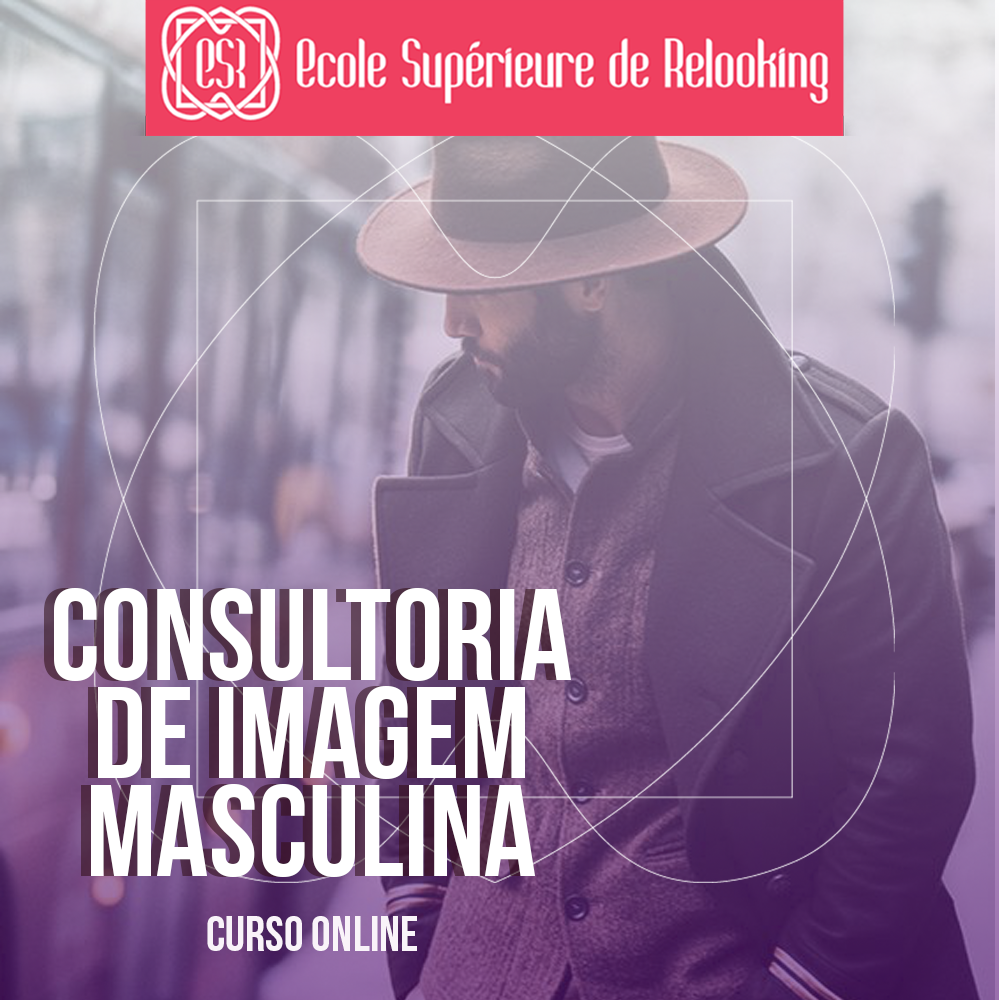 esr Ecole Supérieure de Relooking
CONSULTORIA
DE IMAGEM
MASCULINA
CURSO ONLINE